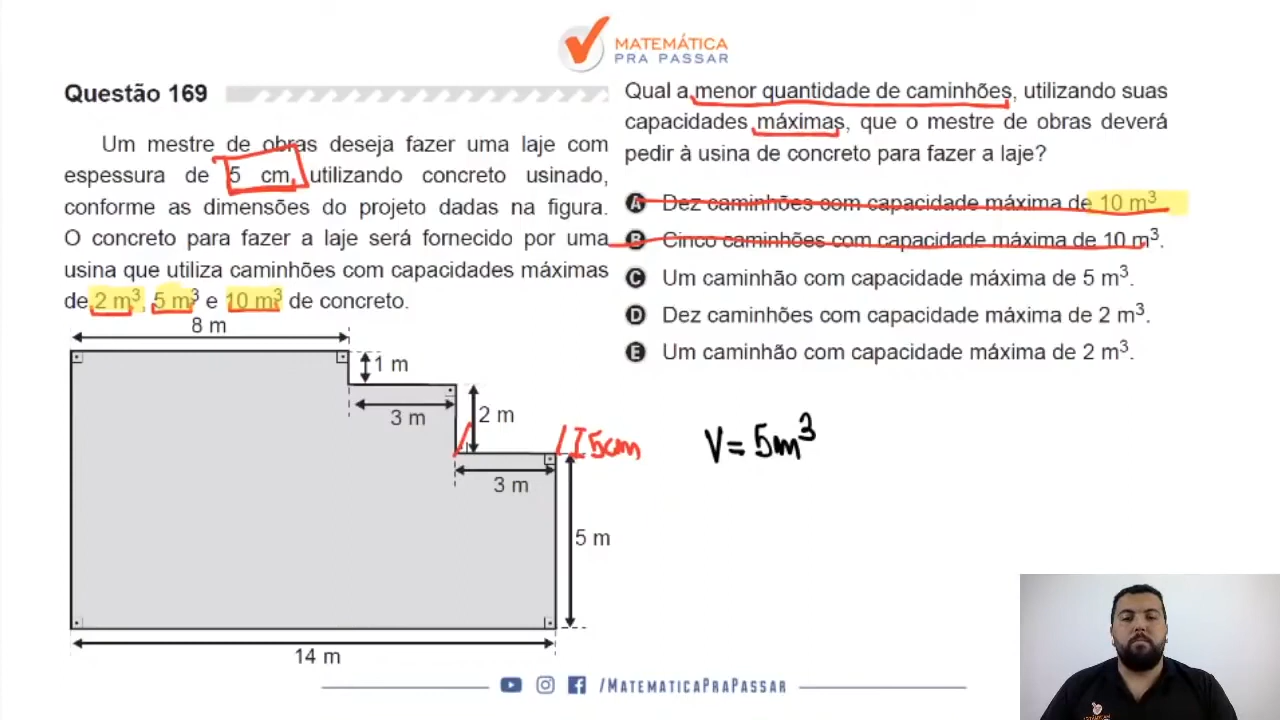 MATEMÁTICA
PRA PASSAR
Questão 169
Um mestre de obras deseja fazer uma laje com
espessura de 5 cm, utilizando concreto usinado,
conforme as dimensões do projeto dadas na figura.
O concreto para fazer a laje será fornecido por uma
usina que utiliza caminhões com capacidades máximas
de 2 m³, 5 m³ e 10 m³ de concreto.
8 m
1 m
3 m
2 m
5cm
3 m
5 m
14 m
Qual a menor quantidade de caminhões, utilizando suas
capacidades máximas, que o mestre de obras deverá
pedir à usina de concreto para fazer a laje?
A Dez caminhões com capacidade máxima de 10 m³
B Cinco caminhões com capacidade máxima de 10 m³.
C Um caminhão com capacidade máxima de 5 m³.
D Dez caminhões com capacidade máxima de 2 m³.
E Um caminhão com capacidade máxima de 2 m³.
V = 5m³
/MATEMATICAPRAPASSAR